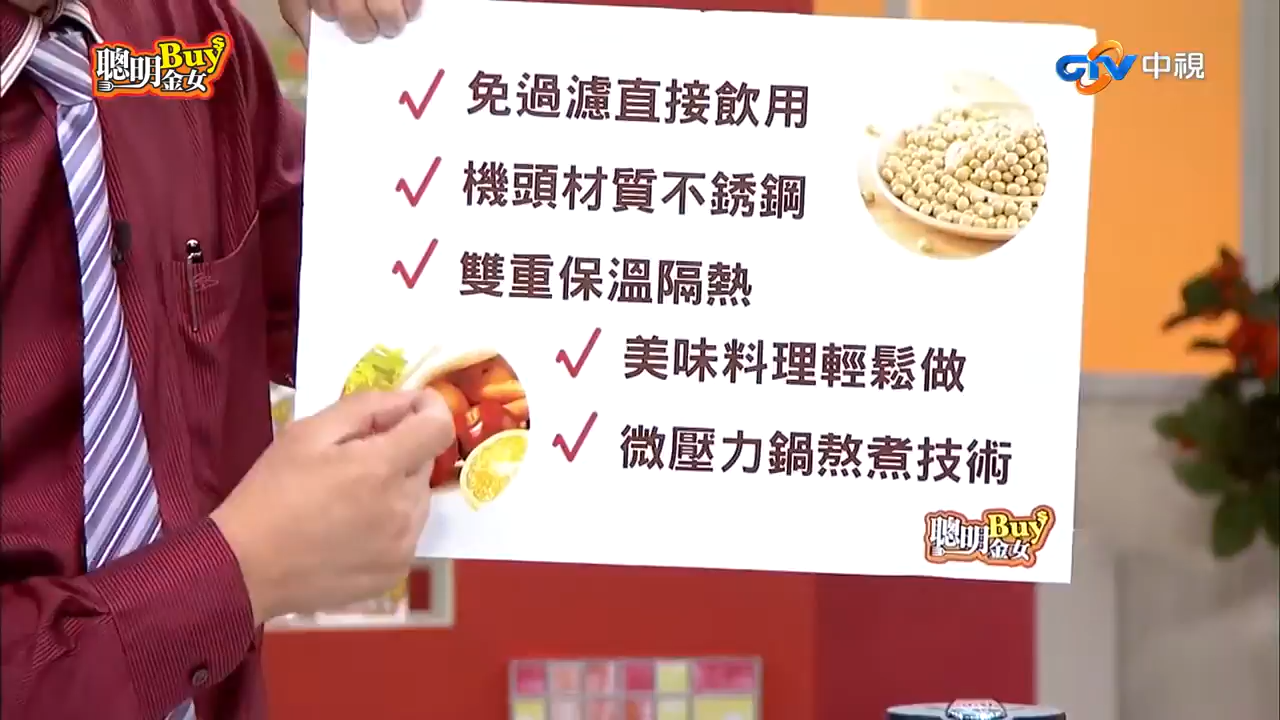 聰明Buy金女
CTV中視
免過濾直接飲用
機頭材質不銹鋼
雙重保溫隔熱
美味料理輕鬆做
微壓力鍋熬煮技術
聰明Buy金女